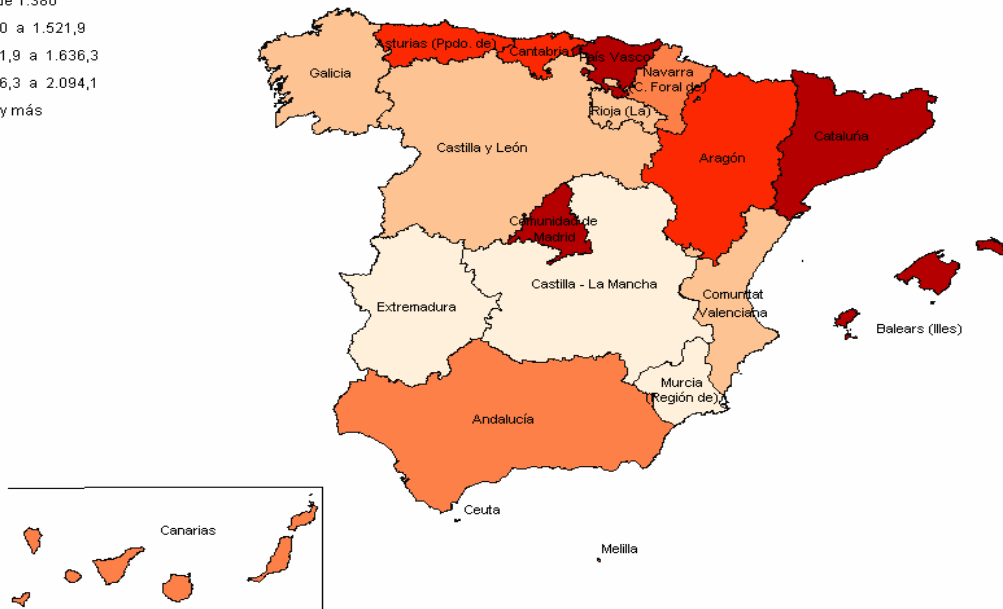 de 1.380
0 a 1.521,9
1,9 a 1.636,3
6,3 a 2.094,1
y más
Asturias (Ppdo. de)
Cantabria
País Vasco
Galicia
Navarra
(C. Foral de)
Rioja (La)
Castilla y León
Aragón
Cataluña
Comunidad de
Madrid
Castilla - La Mancha
Extremadura
Comunitat
Valenciana
Balears (Illes)
Murcia
(Región de)
Andalucía
Ceuta
Canarias
Melilla